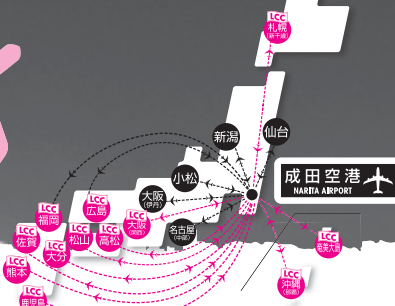 LCC
札幌
(新千歳)
新潟
仙台
成田空港
NARITA AIRPORT
小松
大阪
(伊丹)
LCC
広島
LCC
福岡
LCC
大阪
(関西)
名古屋
(中部)
LCC
佐賀
LCC
大分
LCC
松山
LCC
高松
LCC
奄美大島
LCC
熊本
LCC
沖縄
(那覇)
LCC
鹿児島